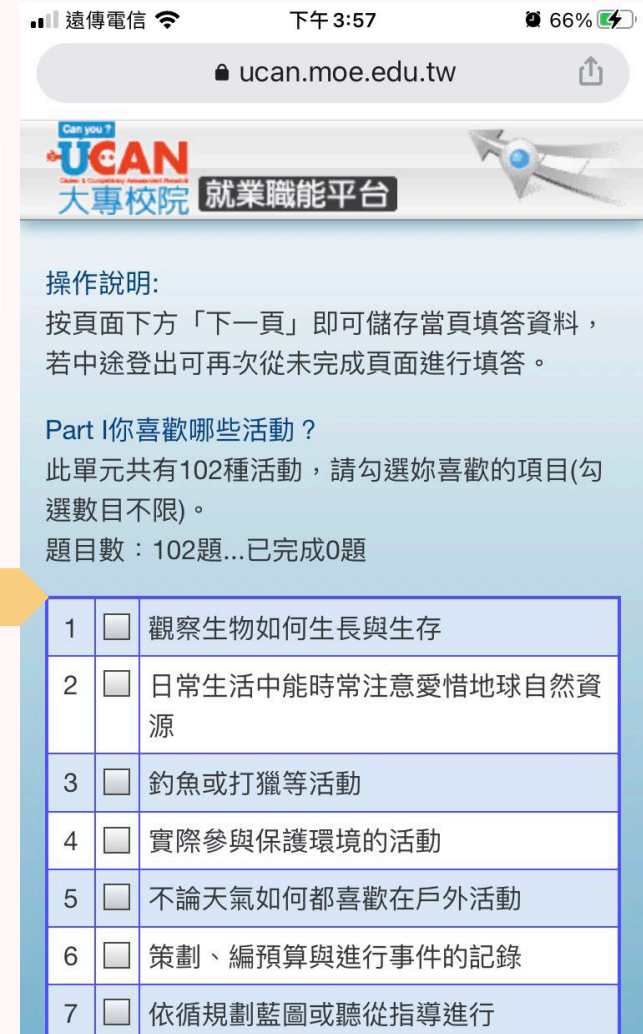 遠傳電信 下午 3:57 66%
ucan.moe.edu.tw
Can you ?
UCAN
大專校院 就業職能平台
操作說明:
按頁面下方「下一頁」即可儲存當頁填答資料，
若中途登出可再次從未完成頁面進行填答。
Part I你喜歡哪些活動？
此單元共有102種活動，請勾選妳喜歡的項目(勾
選數目不限)。
題目數：102題...已完成0題
1 觀察生物如何生長與生存
2 日常生活中能時常注意愛惜地球自然資
源
3 釣魚或打獵等活動
4 實際參與保護環境的活動
5 不論天氣如何都喜歡在戶外活動
6 策劃、編預算與進行事件的記錄
7 依循規劃藍圖或聽從指導進行